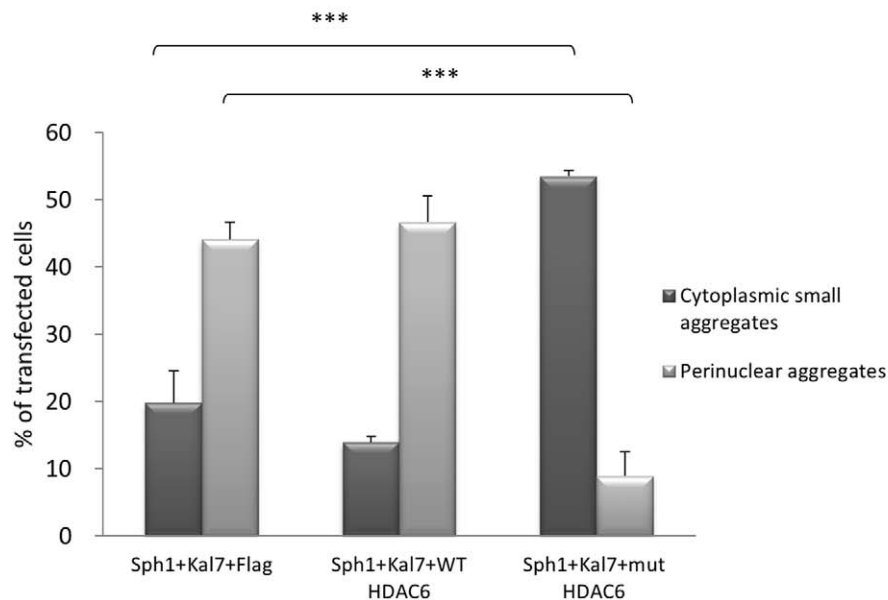 ***
***
60
50
40
30
20
10
0
% of transfected cells
Sph1+Kal7+Flag
Sph1+Kal7+WT
HDAC6
Sph1+Kal7+mut
HDAC6
Cytoplasmic small
aggregates
Perinuclear aggregates